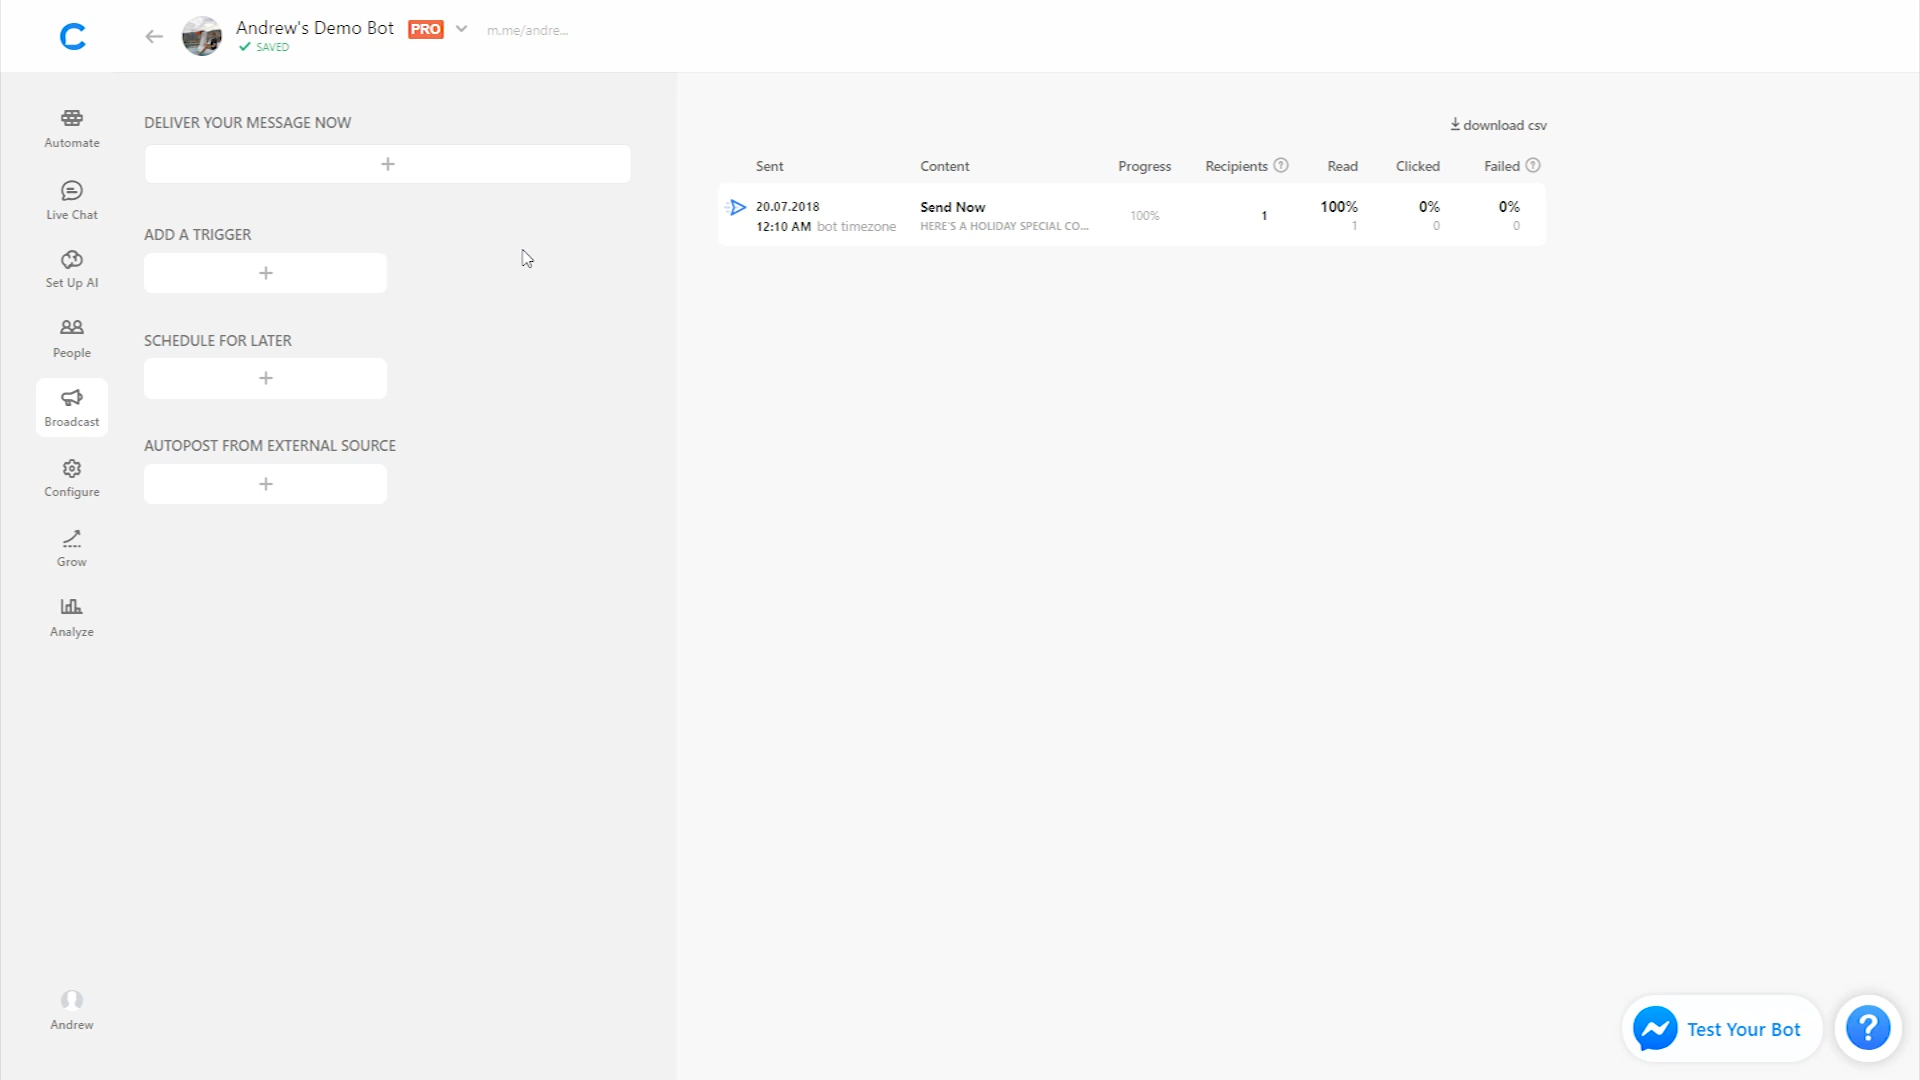 Andrew's Demo Bot PRO m.me/andre...
SAVED
Automate
Live Chat
Set Up AI
People
Broadcast
Configure
Grow
Analyze
Andrew
DELIVER YOUR MESSAGE NOW
+
ADD A TRIGGER
+
SCHEDULE FOR LATER
+
AUTOPOST FROM EXTERNAL SOURCE
+
download csv
Sent Content Progress Recipients ? Read Clicked Failed ?
20.07.2018 Send Now 100% 1 100% 0% 0%
12:10 AM bot timezone HERE'S A HOLIDAY SPECIAL CO... 1 0 0
Test Your Bot
?